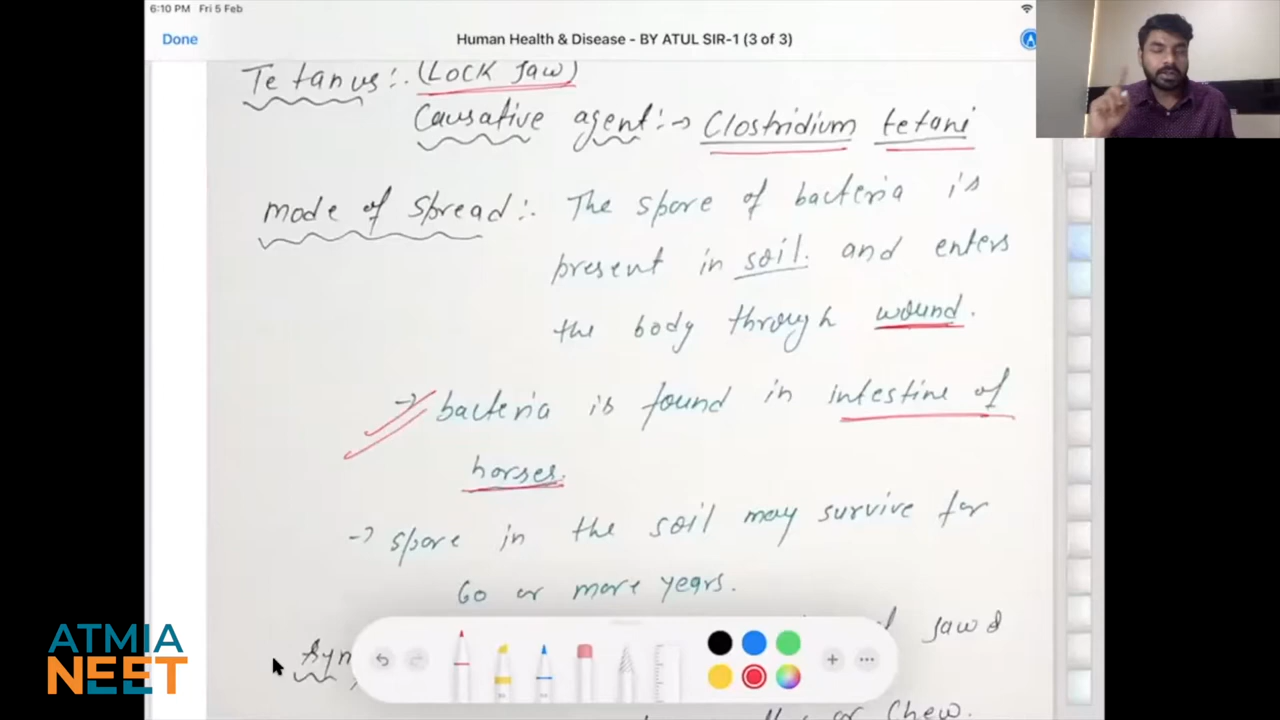 6:10 PM Fri 5 Feb
Done
Human Health & Disease - BY ATUL SIR-1 (3 of 3)
Tetanus:. (Lock Jaw)
Causative agent:→ Clostridium tetani
mode of spread:. The spore of bacteria is
present in soil. and enters
the body through wound.
→ bacteria is found in intestine of
horses.
→ spore in the soil may survive for
60 or more years.
Jaw &
or Chew.
ATMIA
NEET